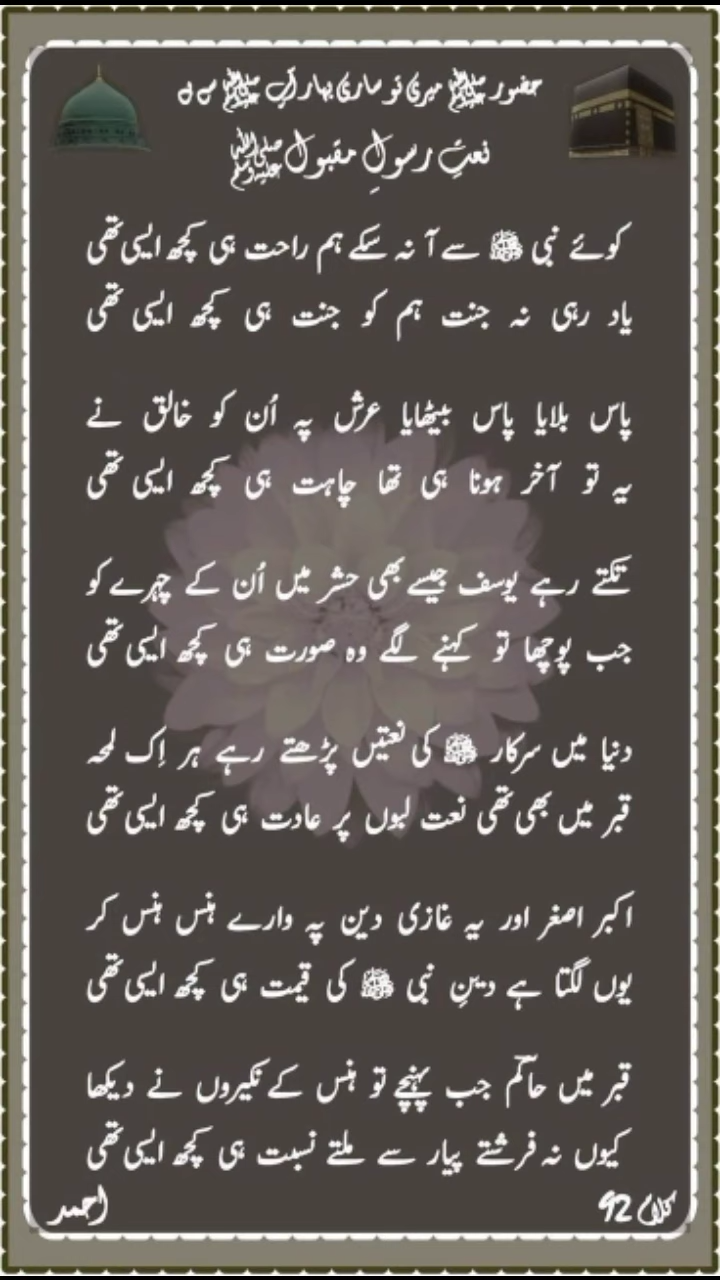 حضور ﷺ میری تو ساری بہار آپ ﷺ سے ہے
نعتِ رسولِ مقبول ﷺ
کوئے نبی ﷺ سے آ نہ سکے ہم راحت ہی کچھ ایسی تھی
یاد رہی نہ جنت ہم کو جنت ہی کچھ ایسی تھی
پاس بلایا پاس بیٹھایا عرش پہ اُن کو خالق نے
یہ تو آخر ہونا ہی تھا چاہت ہی کچھ ایسی تھی
تکتے رہے یوسف جیسے بھی حشر میں اُن کے چہرے کو
جب پوچھا تو کہنے لگے وہ صورت ہی کچھ ایسی تھی
دنیا میں سرکار ﷺ کی نعتیں پڑھتے رہے ہر اِک لمحہ
قبر میں بھی تھی نعت لبوں پر عادت ہی کچھ ایسی تھی
اکبر اصغر اور یہ غازی دین پہ وارے ہنس ہنس کر
یوں لگتا ہے دینِ نبی ﷺ کی قیمت ہی کچھ ایسی تھی
قبر میں حاکمؔ جب پہنچے تو ہنس کے نکیروں نے دیکھا
کیوں نہ فرشتے پیار سے ملتے نسبت ہی کچھ ایسی تھی
کلام 92
احمد